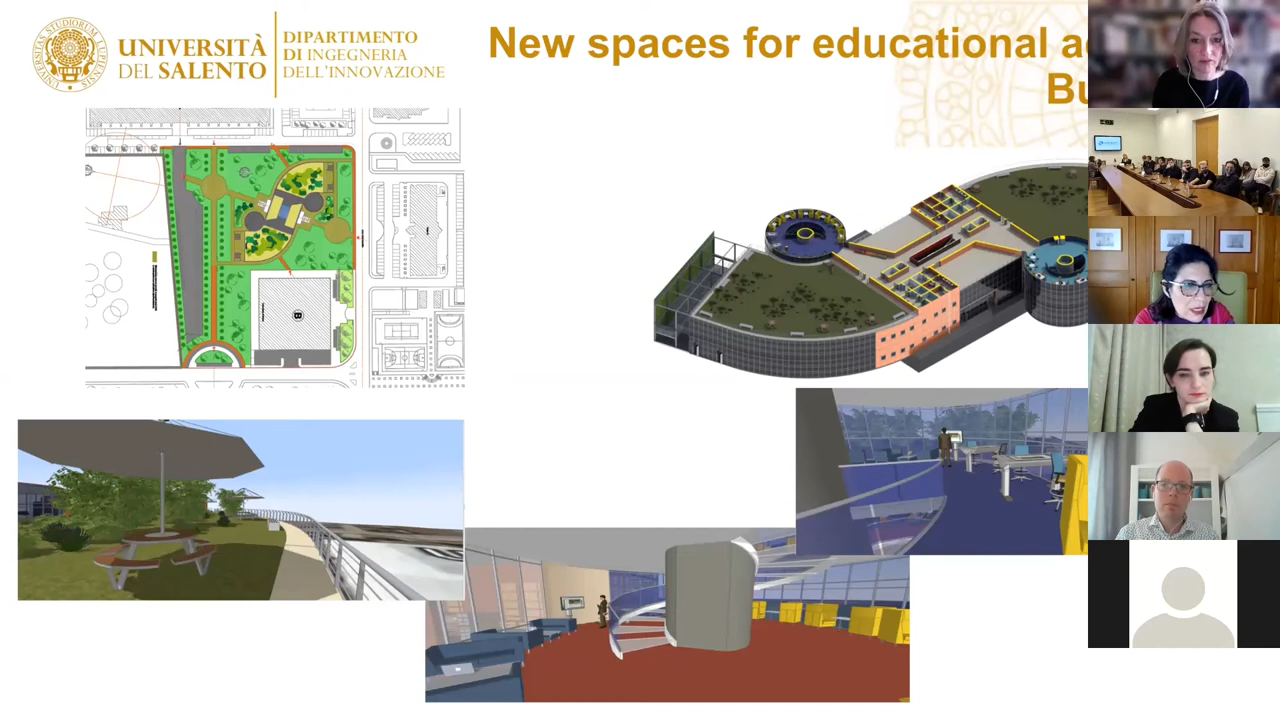 UNIVERSITÀ
DEL SALENTO
DIPARTIMENTO
DI INGEGNERIA
DELL'INNOVAZIONE
New spaces for educational a
Bu
B